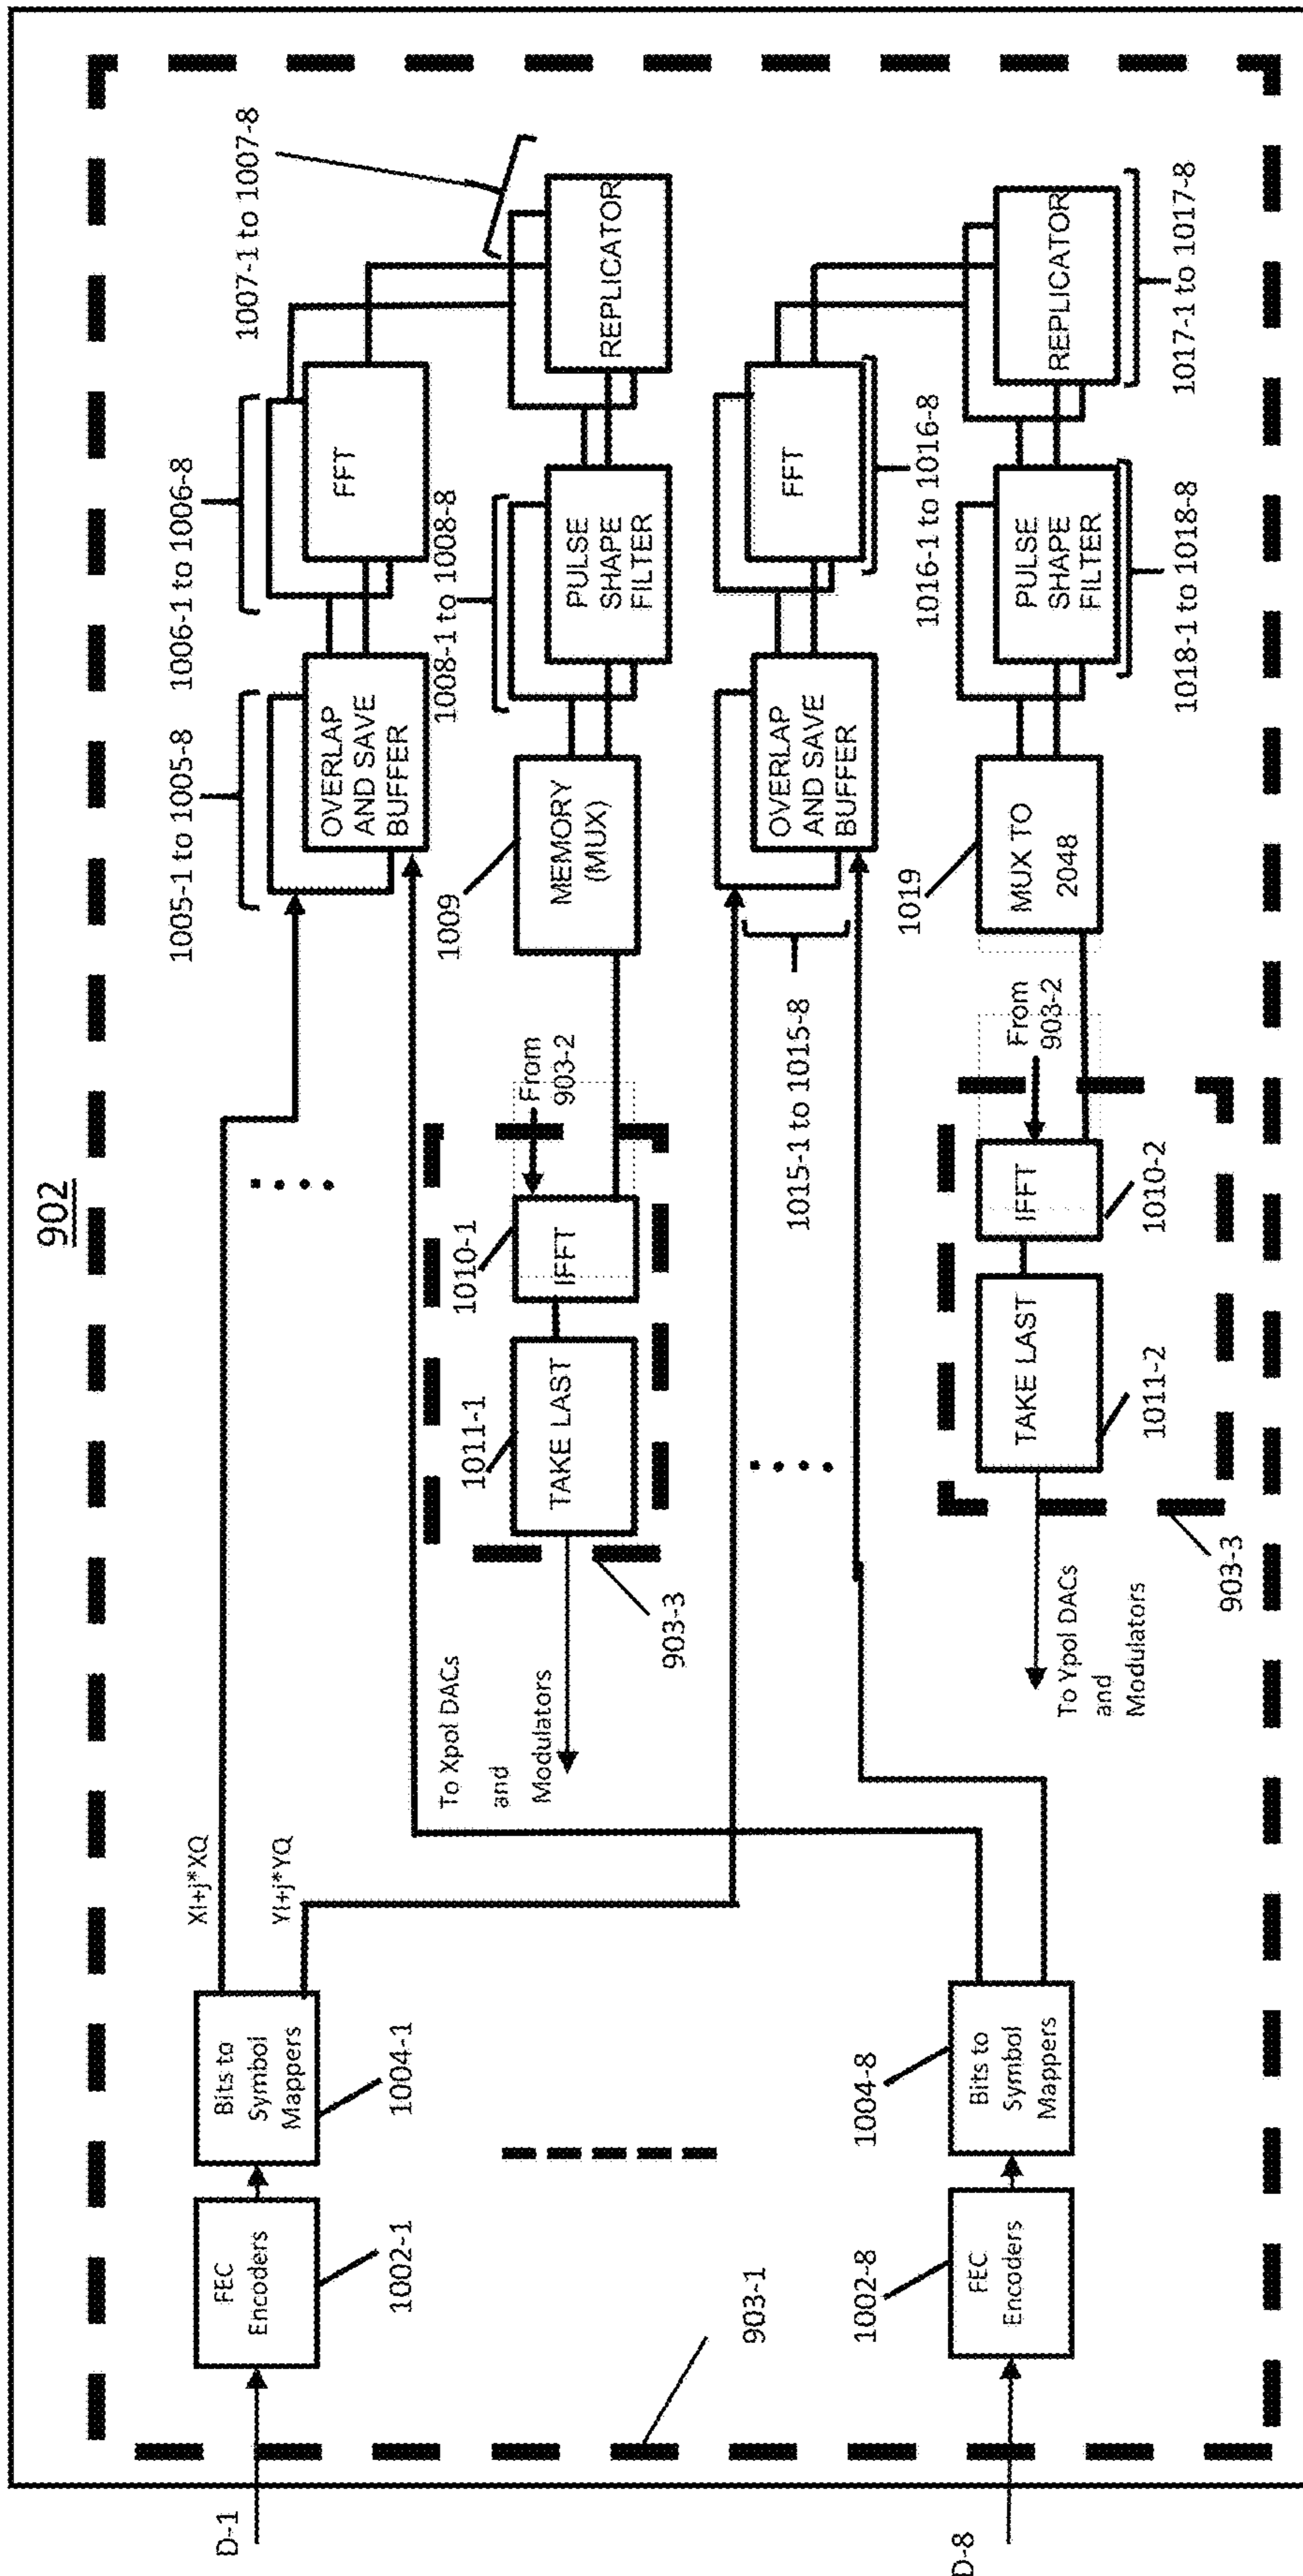 902
D-1
FEC
Encoders
1002-1
Bits to
Symbol
Mappers
1004-1
XI+j*XQ
YI+j*YQ
1005-1 to 1005-8
OVERLAP
AND SAVE
BUFFER
1006-1 to 1006-8
FFT
1007-1 to 1007-8
REPLICATOR
1008-1 to 1008-8
PULSE
SHAPE
FILTER
1009
MEMORY
(MUX)
From
903-2
1010-1
IFFT
1011-1
TAKE LAST
903-3
To Xpol DACs
and
Modulators
1015-1 to 1015-8
OVERLAP
AND SAVE
BUFFER
FFT
1016-1 to 1016-8
REPLICATOR
1017-1 to 1017-8
PULSE
SHAPE
FILTER
1018-1 to 1018-8
1019
MUX TO
2048
From
903-2
IFFT
1010-2
TAKE LAST
1011-2
903-3
To Ypol DACs
and
Modulators
903-1
D-8
FEC
Encoders
1002-8
Bits to
Symbol
Mappers
1004-8